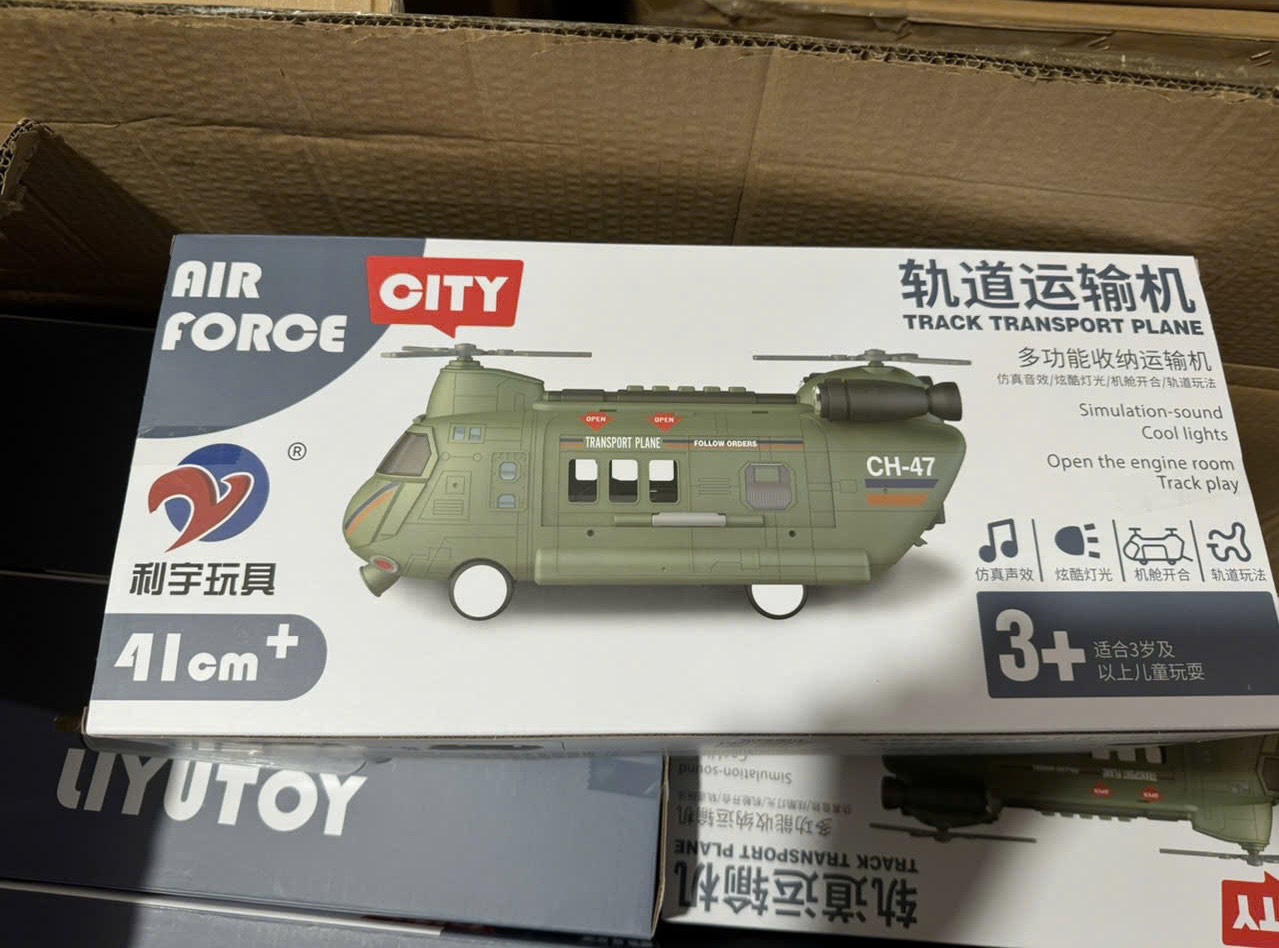 AIR
FORCE
CITY
轨道运输机
TRACK TRANSPORT PLANE
多功能收纳运输机
仿真音效/炫酷灯光/机舱开合/轨道玩法
Simulation-sound
Cool lights
Open the engine room
Track play
OPEN
OPEN
TRANSPORT PLANE
FOLLOW ORDERS
CH-47
®
利宇玩具
41cm+
仿真声效
炫酷灯光
机舱开合
轨道玩法
3+
适合3岁及
以上儿童玩耍
LIYUTOY
Simulation-sound
多功能收纳运输机
TRACK TRANSPORT PLANE
轨道运输机
TRANSPORT PLANE
OPEN
OPEN